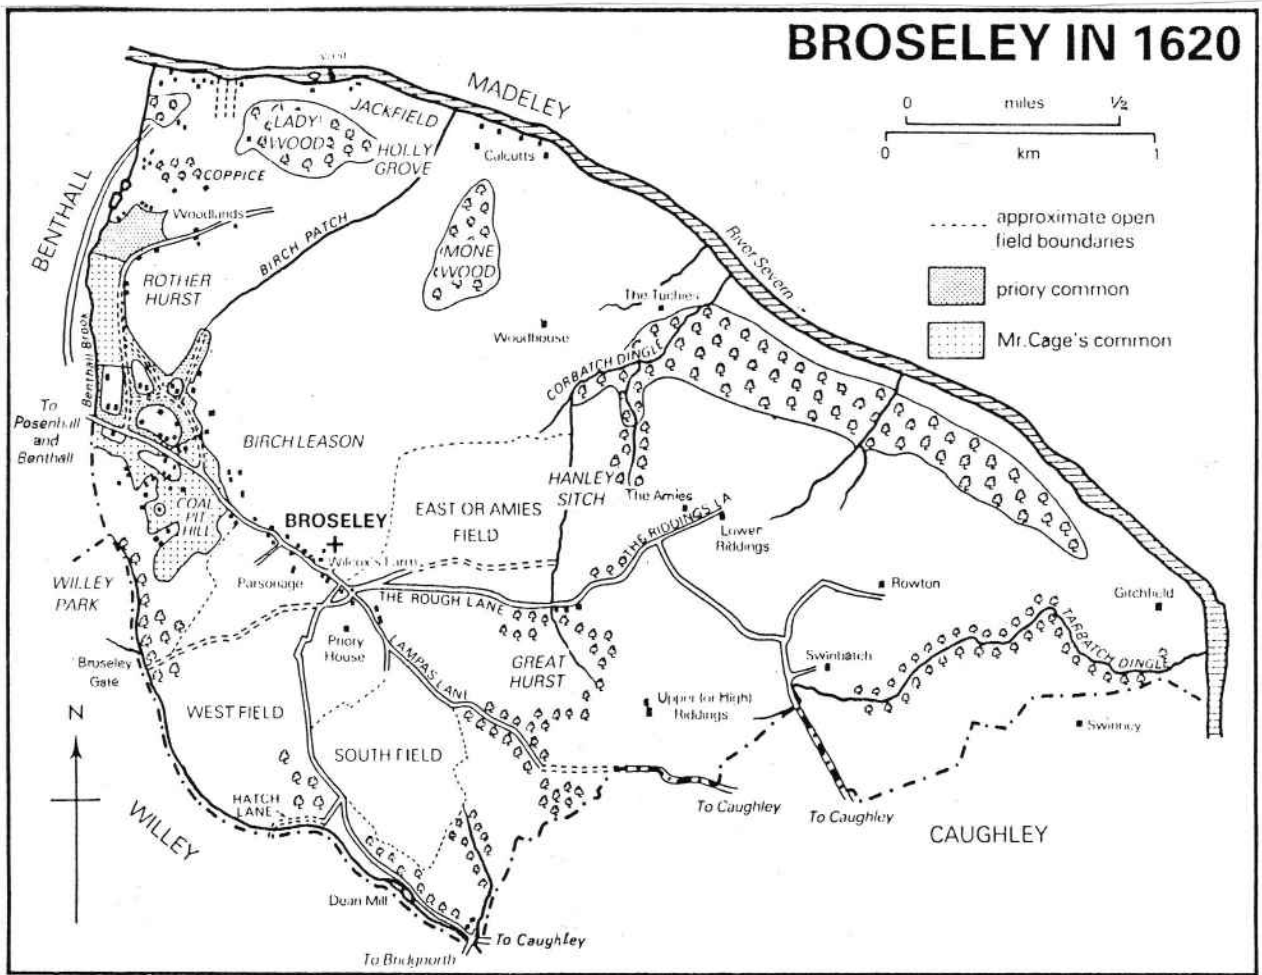 BROSELEY IN 1620
0 miles ½
0 km 1
approximate open
field boundaries
priory common
Mr. Cage's common
MADELEY
JACKFIELD
LADY
WOOD
HOLLY
GROVE
Calcutts
COPPICE
BENTHALL
Woodlands
BIRCH PATCH
MONE
WOOD
River Severn
ROTHER
HURST
The Tuckies
Woodhouse
CORBATCH DINGLE
Benthall Brook
To
Posenhall
and
Benthall
BIRCH LEASON
HANLEY
SITCH
The Amies
EAST OR AMIES
FIELD
COAL
PIT
HILL
BROSELEY
THE RIDDINGS LA
Lower
Riddings
Wilcox's Farm
Parsonage
WILLEY
PARK
THE ROUGH LANE
Rowton
Gitchfield
Priory
House
LAMPAS LANE
GREAT
HURST
Swinbatch
TARBATCH DINGLE
Broseley
Gate
Upper (or High)
Riddings
Swinney
N
WEST FIELD
SOUTH FIELD
HATCH
LANE
WILLEY
To Caughley
To Caughley
CAUGHLEY
Dean Mill
To Caughley
To Bridgnorth